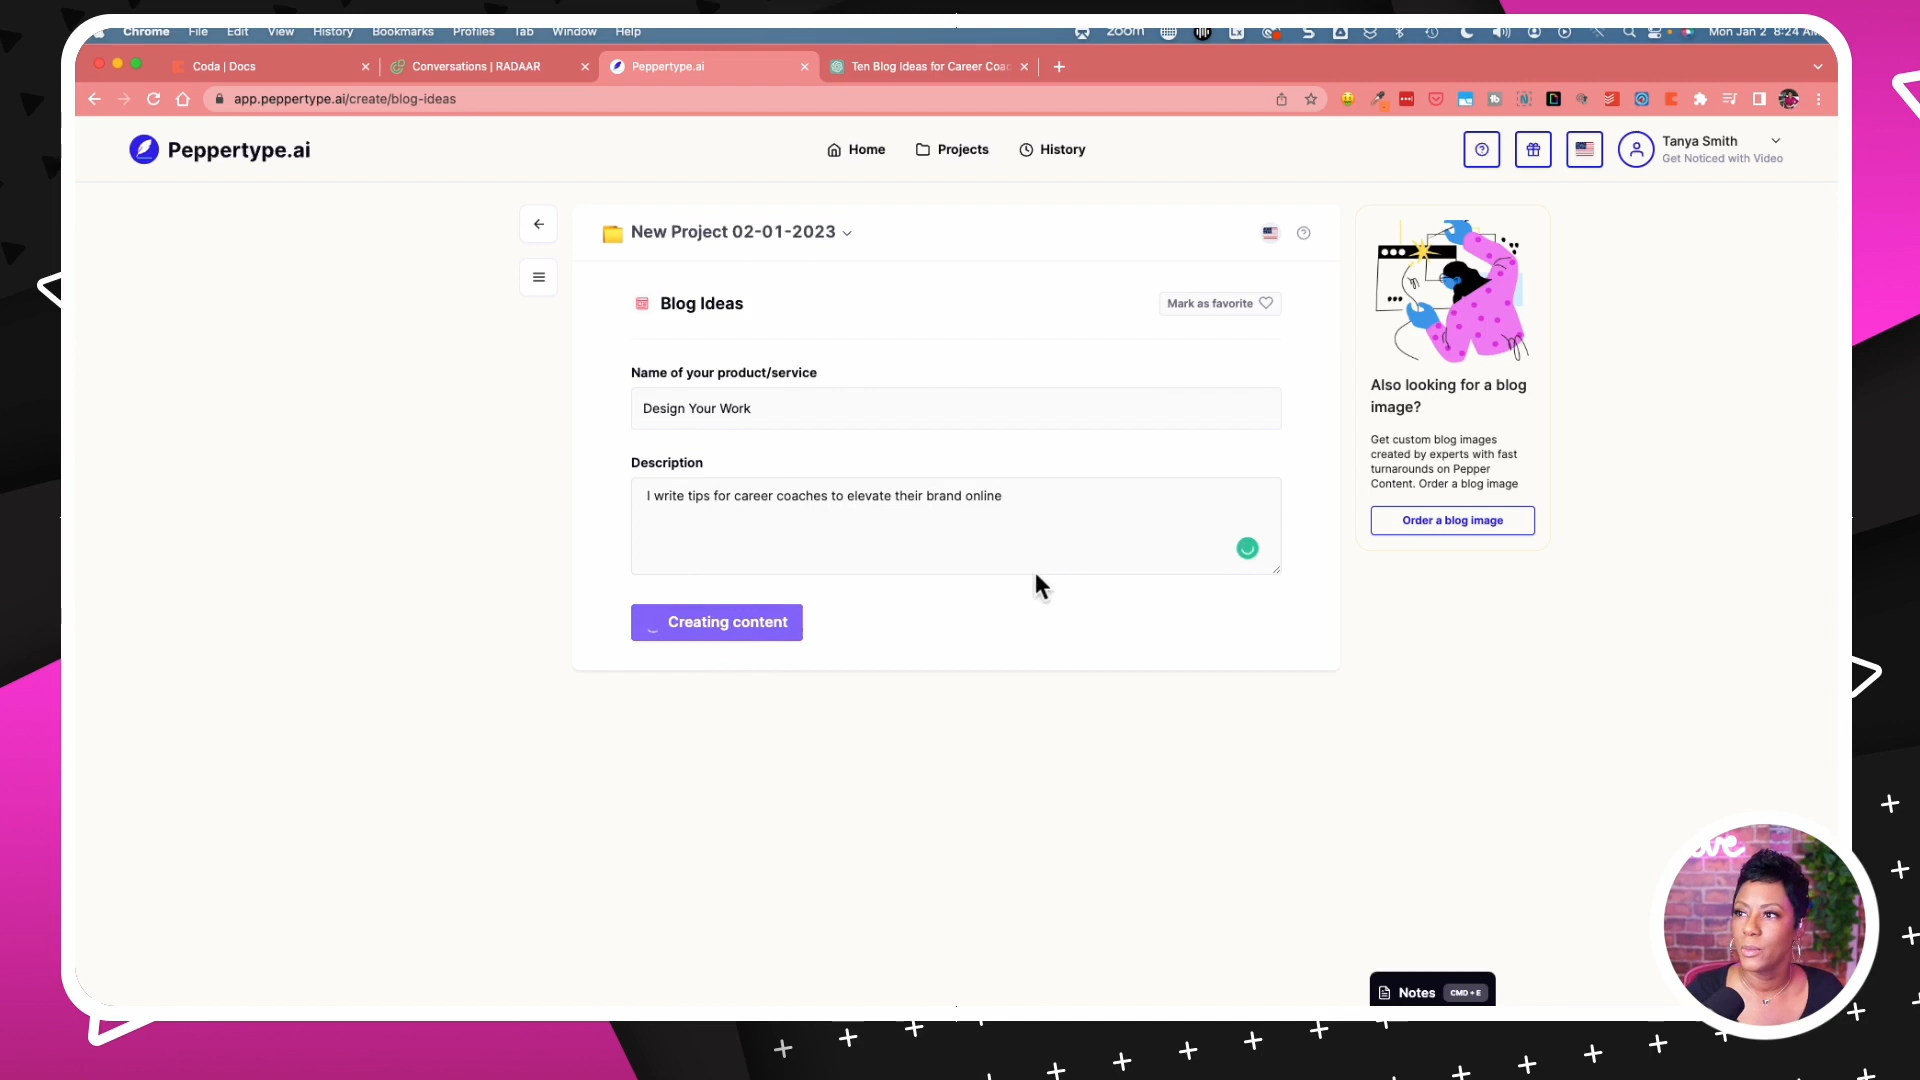 Chrome File Edit View History Bookmarks Profiles Tab Window Help zoom Lx Mon Jan 2 8:24 AM
Coda | Docs
Conversations | RADAAR
Peppertype.ai
Ten Blog Ideas for Career Coac
app.peppertype.ai/create/blog-ideas
Peppertype.ai
Home
Projects
History
Tanya Smith
Get Noticed with Video
New Project 02-01-2023
Blog Ideas
Mark as favorite
Name of your product/service
Design Your Work
Description
I write tips for career coaches to elevate their brand online
Creating content
Also looking for a blog
image?
Get custom blog images
created by experts with fast
turnarounds on Pepper
Content. Order a blog image
Order a blog image
Notes CMD + E